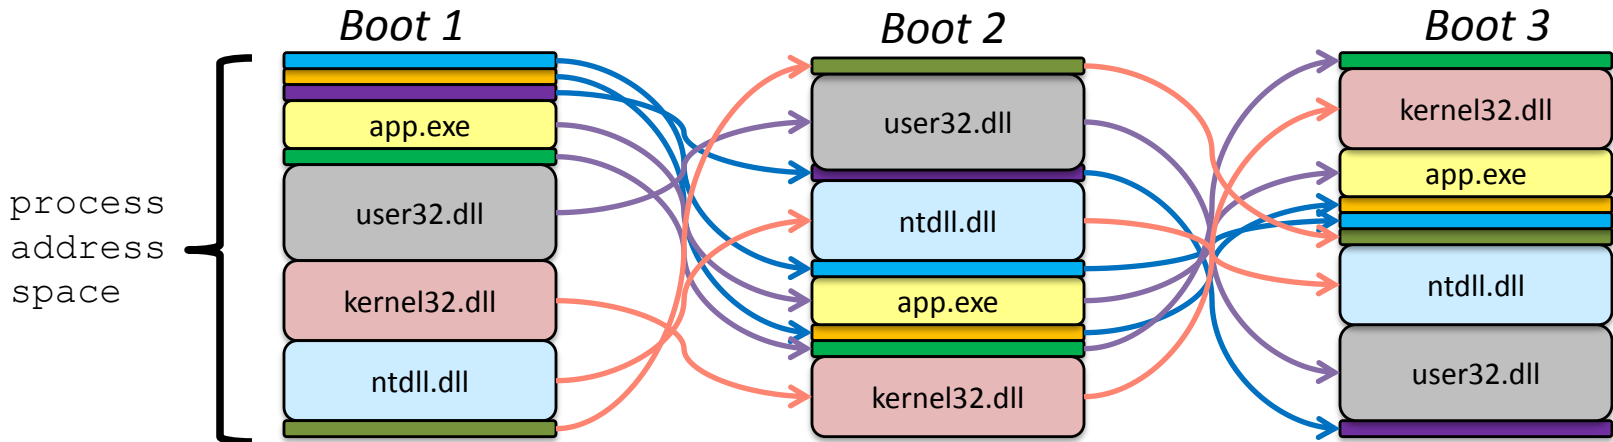 Boot 1
Boot 2
Boot 3
process
address
space
app.exe
user32.dll
kernel32.dll
ntdll.dll
user32.dll
ntdll.dll
app.exe
kernel32.dll
kernel32.dll
app.exe
ntdll.dll
user32.dll